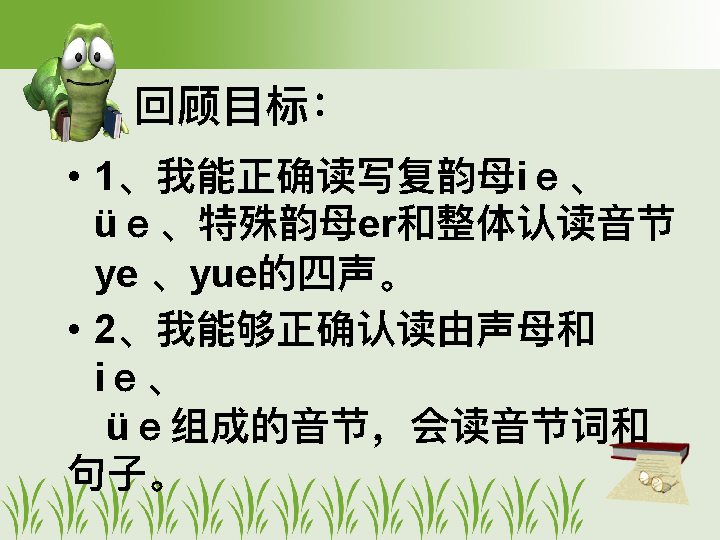 回顾目标：
• 1、我能正确读写复韵母i e 、
ü e 、特殊韵母er和整体认读音节
ye 、yue的四声。
• 2、我能够正确认读由声母和
i e 、
ü e 组成的音节，会读音节词和
句子。